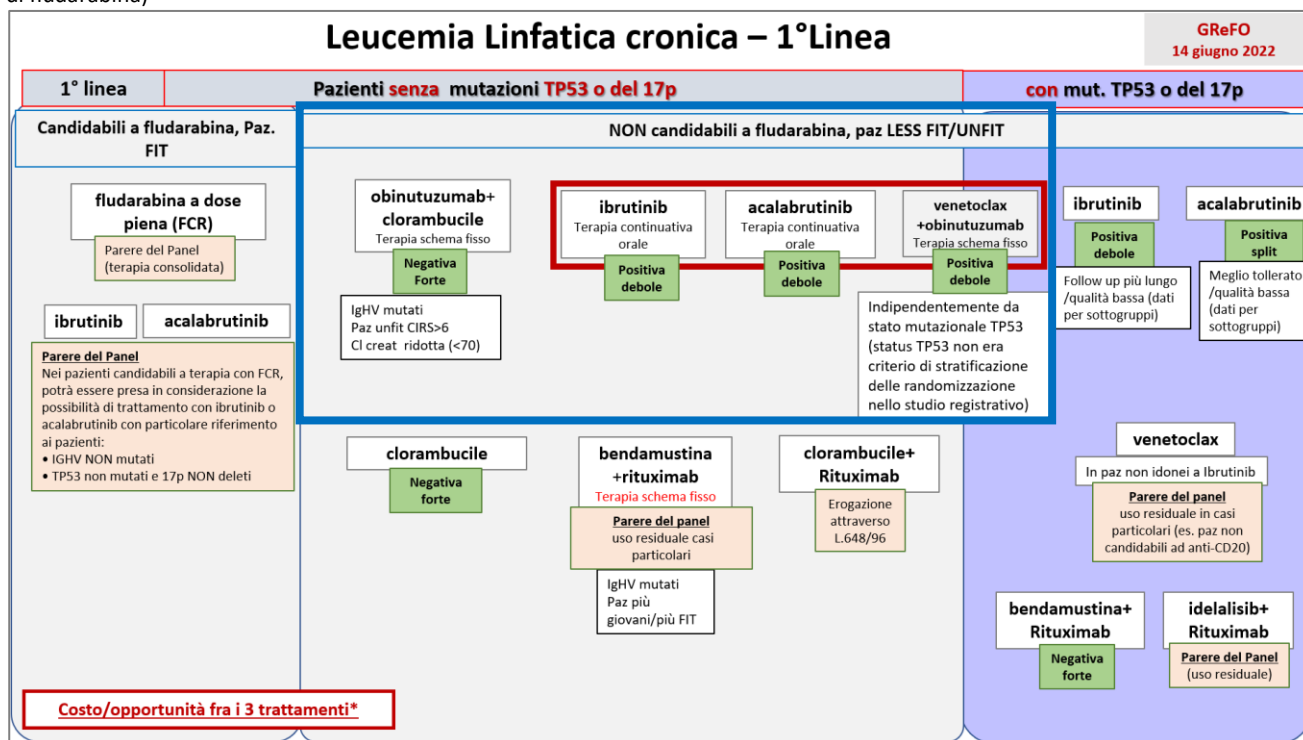 di fludarabina)
Leucemia Linfatica cronica – 1°Linea
GReFO
14 giugno 2022
1° linea
Pazienti senza mutazioni TP53 o del 17p
con mut. TP53 o del 17p
Candidabili a fludarabina, Paz.
FIT
NON candidabili a fludarabina, paz LESS FIT/UNFIT
fludarabina a dose
piena (FCR)
Parere del Panel
(terapia consolidata)
ibrutinib
acalabrutinib
Parere del Panel
Nei pazienti candidabili a terapia con FCR,
potrà essere presa in considerazione la
possibilità di trattamento con ibrutinib o
acalabrutinib con particolare riferimento
ai pazienti:
• IGHV NON mutati
• TP53 non mutati e 17p NON deleti
obinutuzumab+
clorambucile
Terapia schema fisso
Negativa
Forte
IgHV mutati
Paz unfit CIRS>6
Cl creat ridotta (<70)
ibrutinib
Terapia continuativa
orale
Positiva
debole
acalabrutinib
Terapia continuativa
orale
Positiva
debole
venetoclax
+obinutuzumab
Terapia schema fisso
Positiva
debole
Indipendentemente da
stato mutazionale TP53
(status TP53 non era
criterio di stratificazione
delle randomizzazione
nello studio registrativo)
ibrutinib
Positiva
debole
Follow up più lungo
/qualità bassa (dati
per sottogruppi)
acalabrutinib
Positiva
split
Meglio tollerato
/qualità bassa
(dati per
sottogruppi)
clorambucile
Negativa
forte
bendamustina
+rituximab
Terapia schema fisso
Parere del panel
uso residuale casi
particolari
IgHV mutati
Paz più
giovani/più FIT
clorambucile+
Rituximab
Erogazione
attraverso
L.648/96
venetoclax
In paz non idonei a Ibrutinib
Parere del panel
uso residuale in casi
particolari (es. paz non
candidabili ad anti-CD20)
bendamustina+
Rituximab
Negativa
forte
idelalisib+
Rituximab
Parere del Panel
(uso residuale)
Costo/opportunità fra i 3 trattamenti*